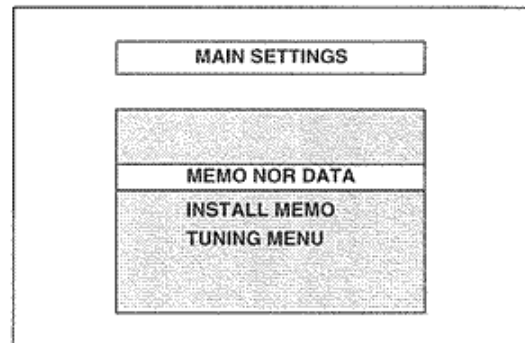 MAIN SETTINGS
MEMO NOR DATA
INSTALL MEMO
TUNING MENU